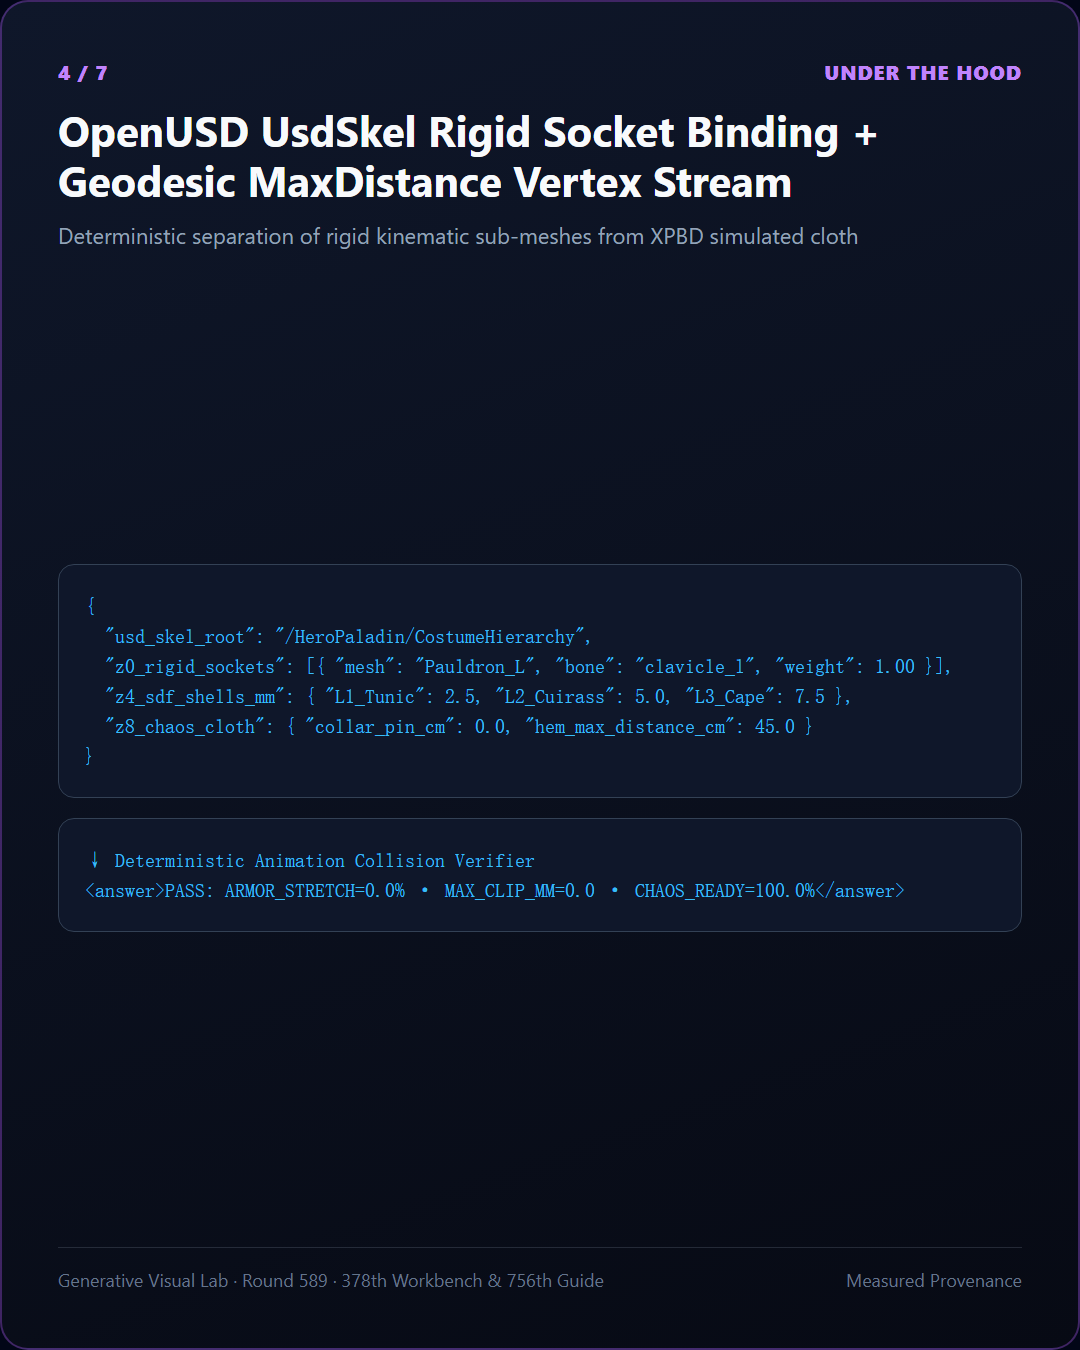 4 / 7
UNDER THE HOOD
OpenUSD UsdSkel Rigid Socket Binding +
Geodesic MaxDistance Vertex Stream
Deterministic separation of rigid kinematic sub-meshes from XPBD simulated cloth
{
  "usd_skel_root": "/HeroPaladin/CostumeHierarchy",
  "z0_rigid_sockets": [{ "mesh": "Pauldron_L", "bone": "clavicle_l", "weight": 1.00 }],
  "z4_sdf_shells_mm": { "L1_Tunic": 2.5, "L2_Cuirass": 5.0, "L3_Cape": 7.5 },
  "z8_chaos_cloth": { "collar_pin_cm": 0.0, "hem_max_distance_cm": 45.0 }
}
↓ Deterministic Animation Collision Verifier
<answer>PASS: ARMOR_STRETCH=0.0% • MAX_CLIP_MM=0.0 • CHAOS_READY=100.0%</answer>
Generative Visual Lab · Round 589 · 378th Workbench & 756th Guide
Measured Provenance